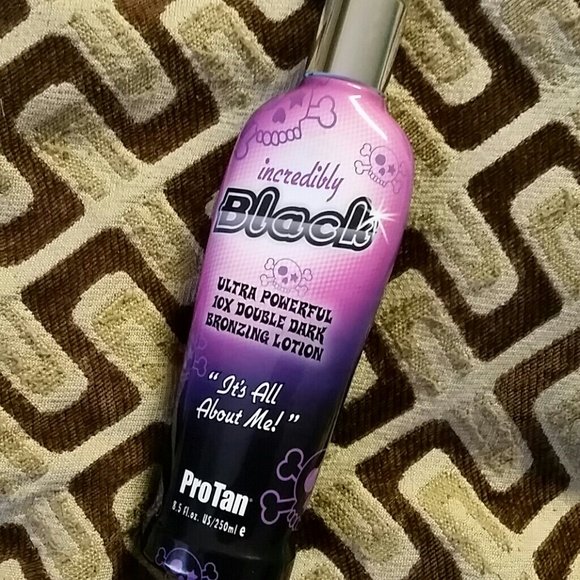 incredibly
Black
ULTRA POWERFUL
10X DOUBLE DARK
BRONZING LOTION
"It's All
About Me!"
ProTan
8.5 fl.oz. US/250ml e